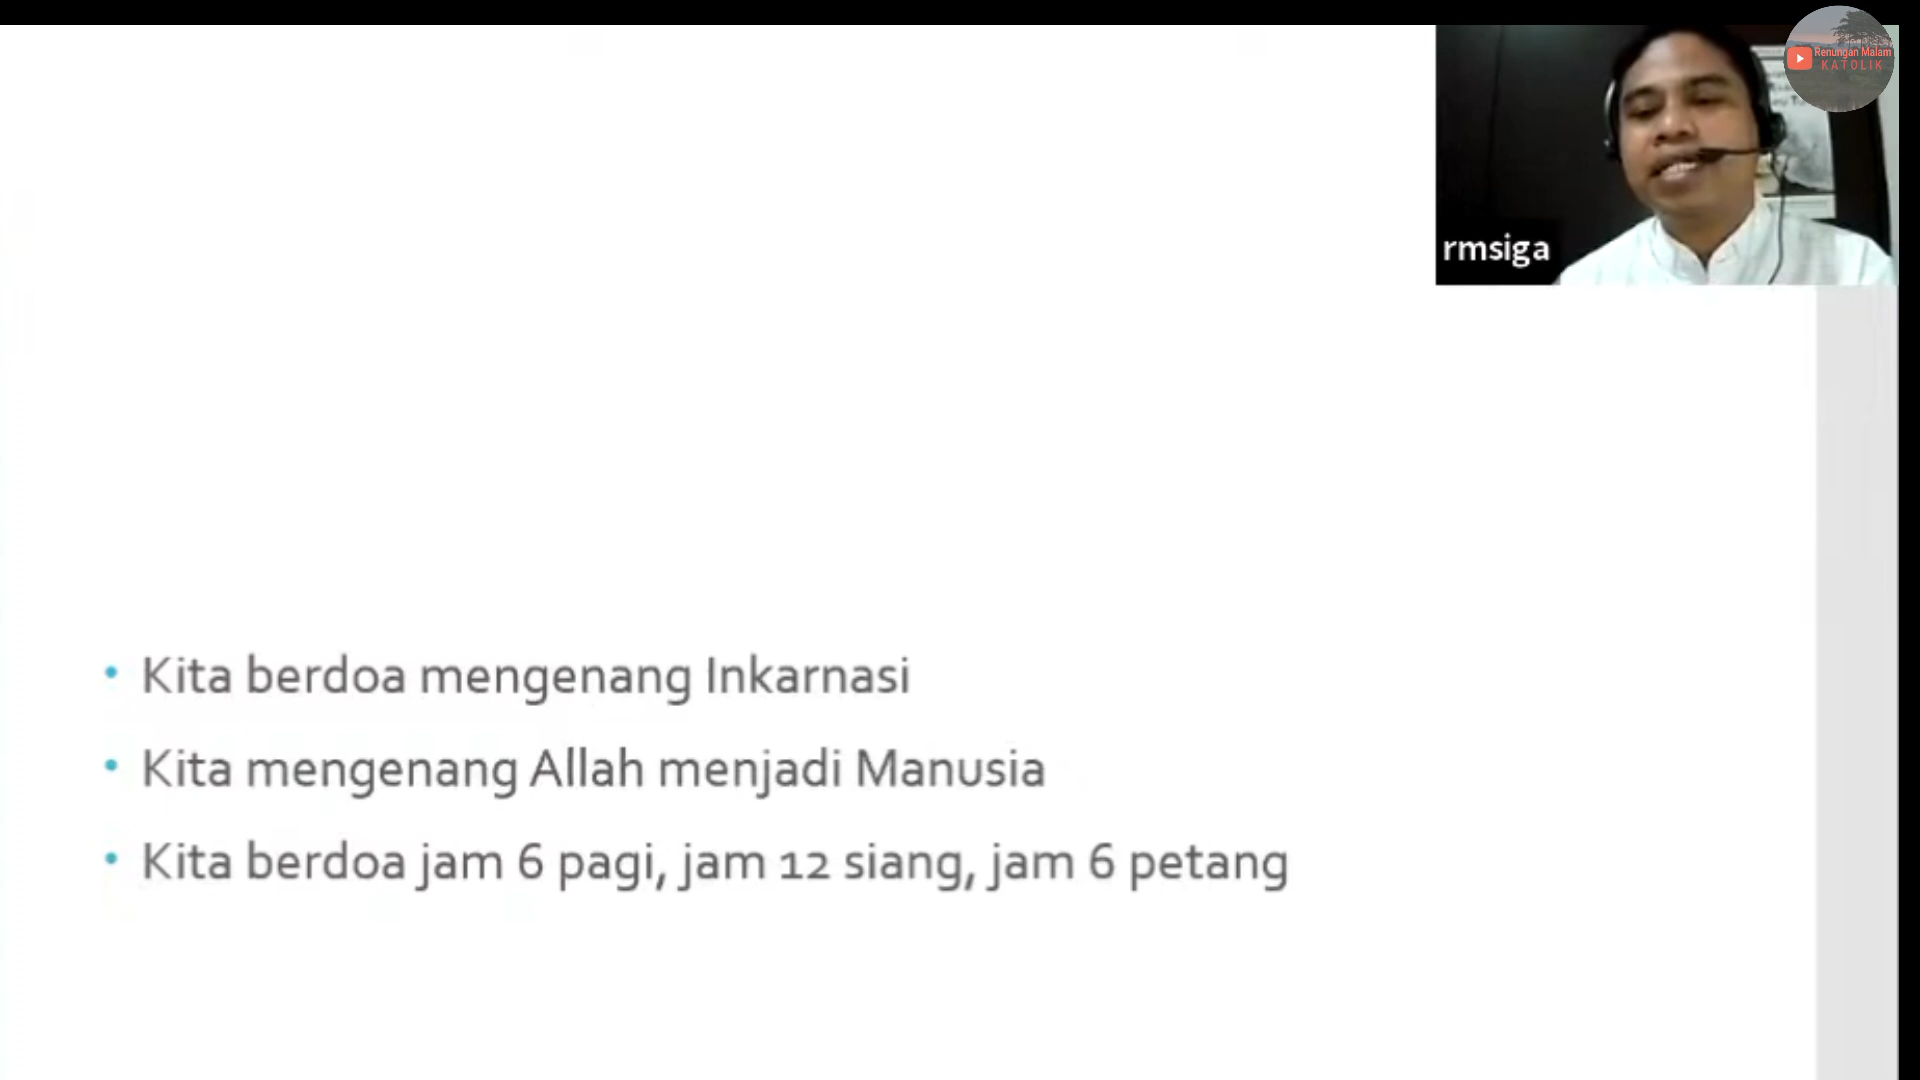 Renungan Malam
KATOLIK
rmsiga
• Kita berdoa mengenang Inkarnasi
• Kita mengenang Allah menjadi Manusia
• Kita berdoa jam 6 pagi, jam 12 siang, jam 6 petang